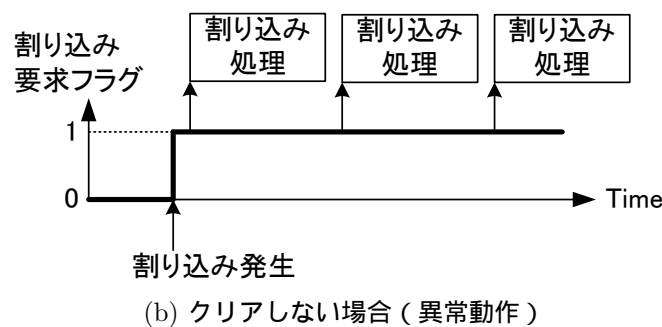 割り込み
要求フラグ
割り込み
処理
割り込み
処理
割り込み
処理
1
0
Time
割り込み発生
(b) クリアしない場合(異常動作)